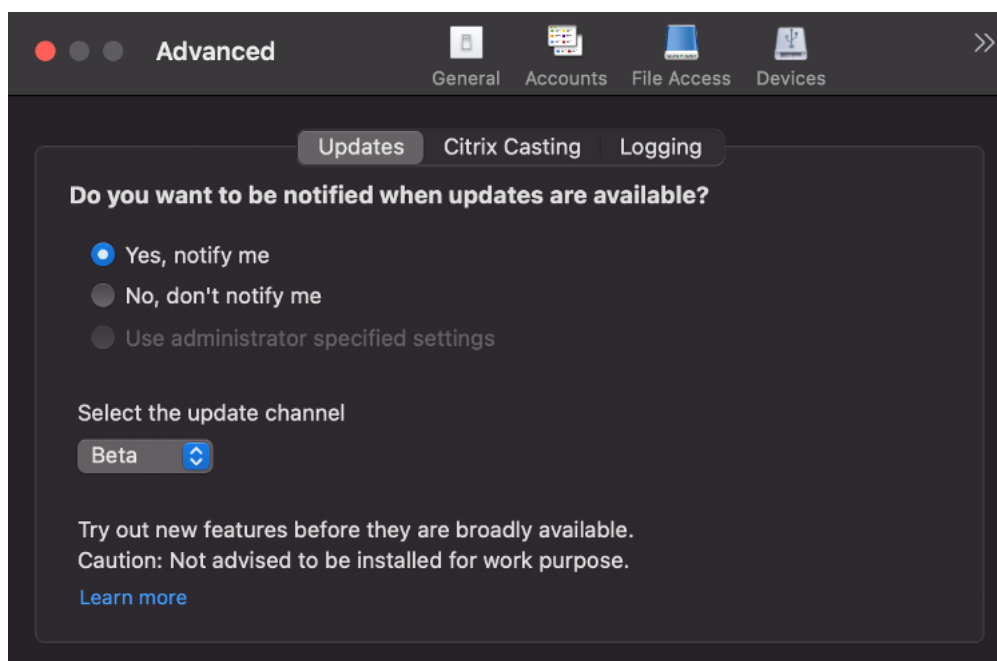 Advanced
General Accounts File Access Devices
Updates Citrix Casting Logging
Do you want to be notified when updates are available?
Yes, notify me
No, don't notify me
Use administrator specified settings
Select the update channel
Beta
Try out new features before they are broadly available.
Caution: Not advised to be installed for work purpose.
Learn more